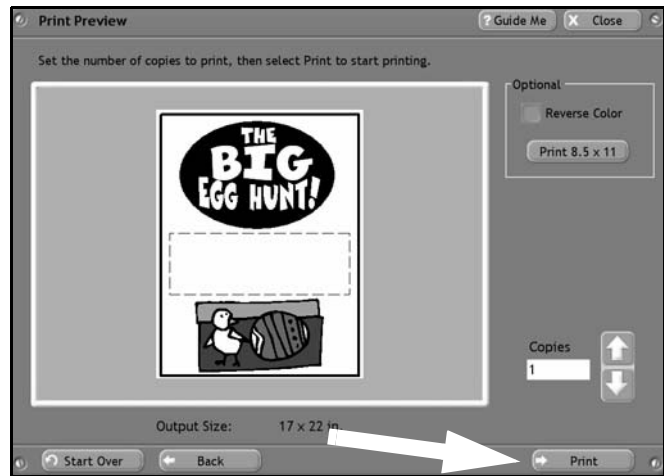 Print Preview
? Guide Me
X Close
Set the number of copies to print, then select Print to start printing.
THE
BIG
EGG HUNT!
Optional
Reverse Color
Print 8.5 x 11
Copies
1
Output Size: 17 x 22 in.
Start Over
Back
Print